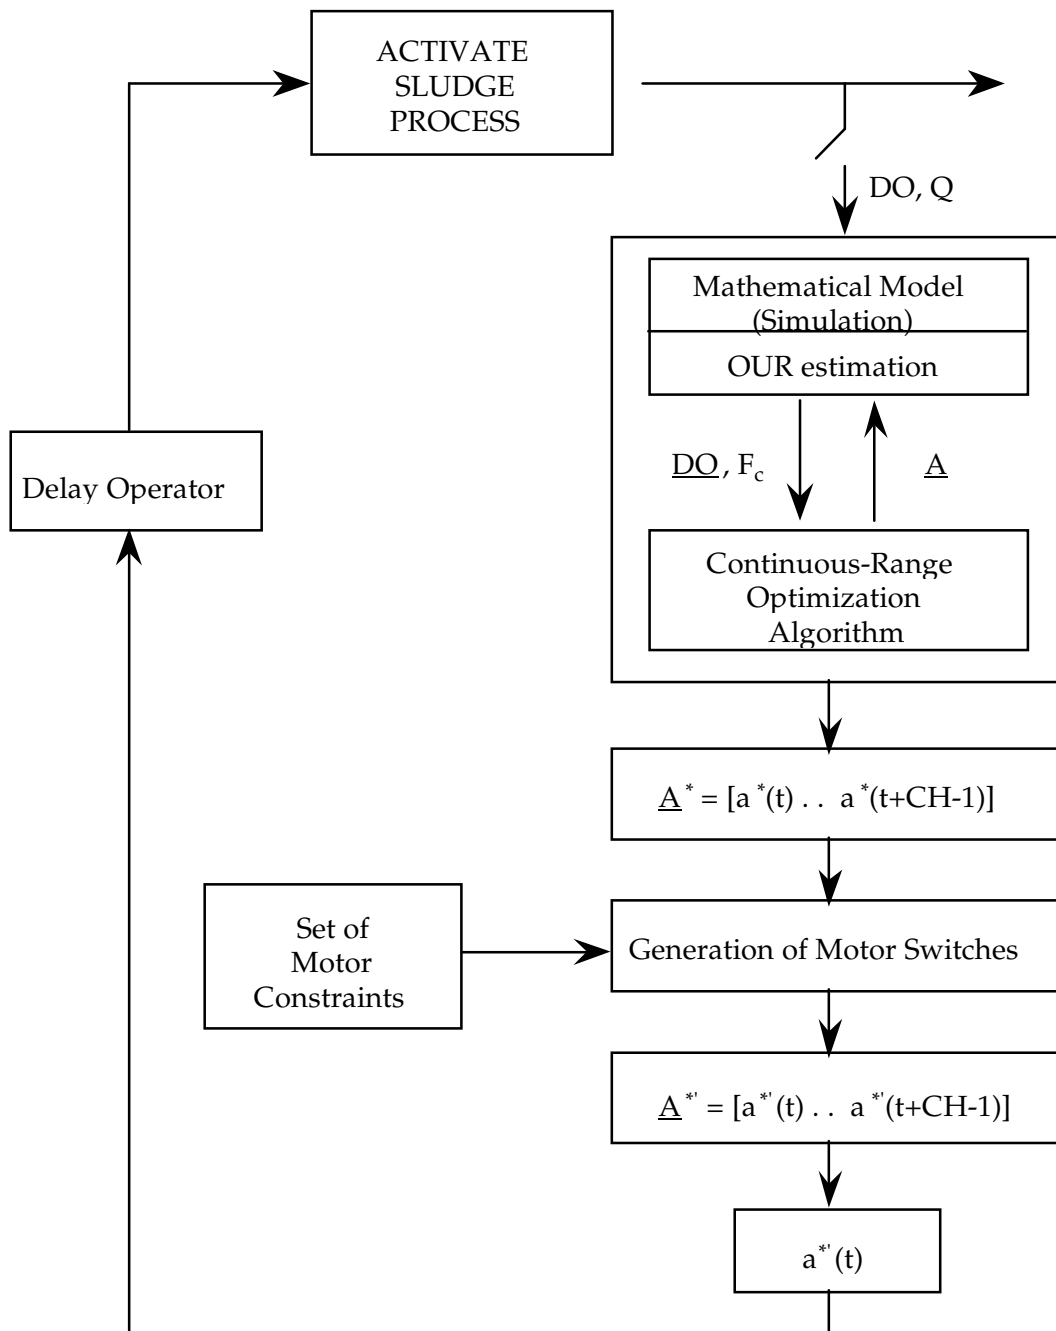 ACTIVATE
SLUDGE
PROCESS
DO, Q
Mathematical Model
(Simulation)
OUR estimation
Delay Operator
DO, Fc
A
Continuous-Range
Optimization
Algorithm
A* = [a*(t) . . a*(t+CH-1)]
Set of
Motor
Constraints
Generation of Motor Switches
A*' = [a*'(t) . . a*'(t+CH-1)]
a*'(t)